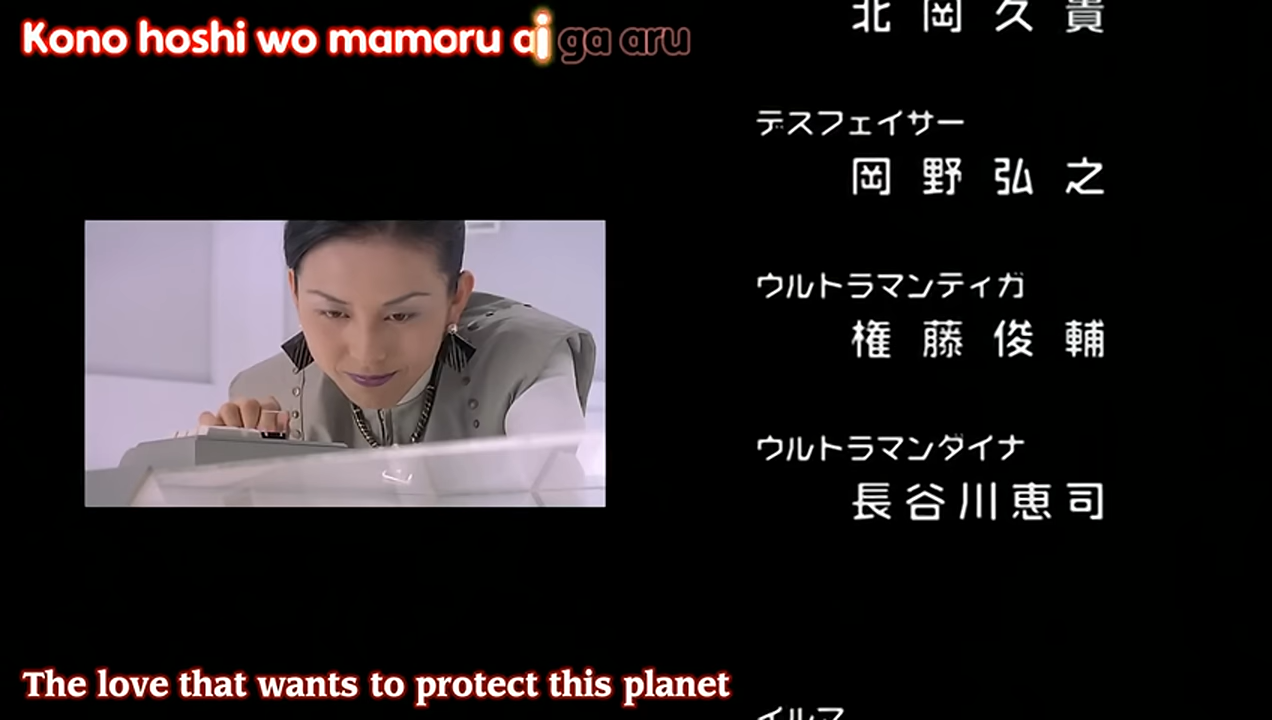 Kono hoshi wo mamoru ai ga aru
北岡久貴
デスフェイサー
岡野弘之
ウルトラマンティガ
権藤俊輔
ウルトラマンダイナ
長谷川恵司
イルマ
The love that wants to protect this planet